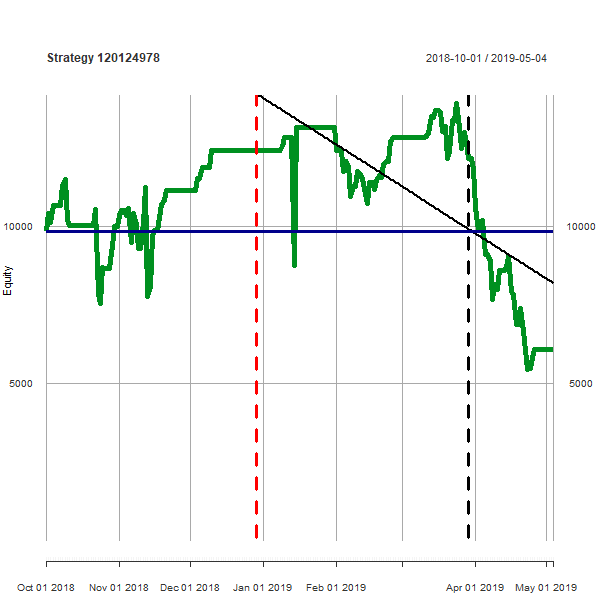 Strategy 120124978
2018-10-01 / 2019-05-04
10000
10000
Equity
5000
5000
Oct 01 2018
Nov 01 2018
Dec 01 2018
Jan 01 2019
Feb 01 2019
Apr 01 2019
May 01 2019